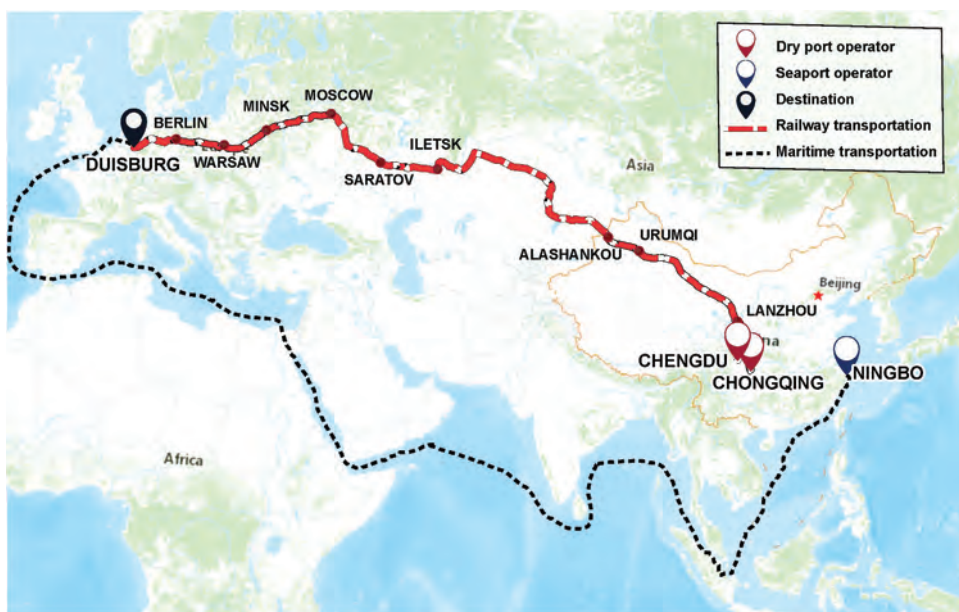 Dry port operator
Seaport operator
Destination
Railway transportation
Maritime transportation
MOSCOW
MINSK
BERLIN
DUISBURG
WARSAW
ILETSK
SARATOV
Asia
URUMQI
ALASHANKOU
Beijing
LANZHOU
CHENGDU
CHONGQING
NINGBO
Africa